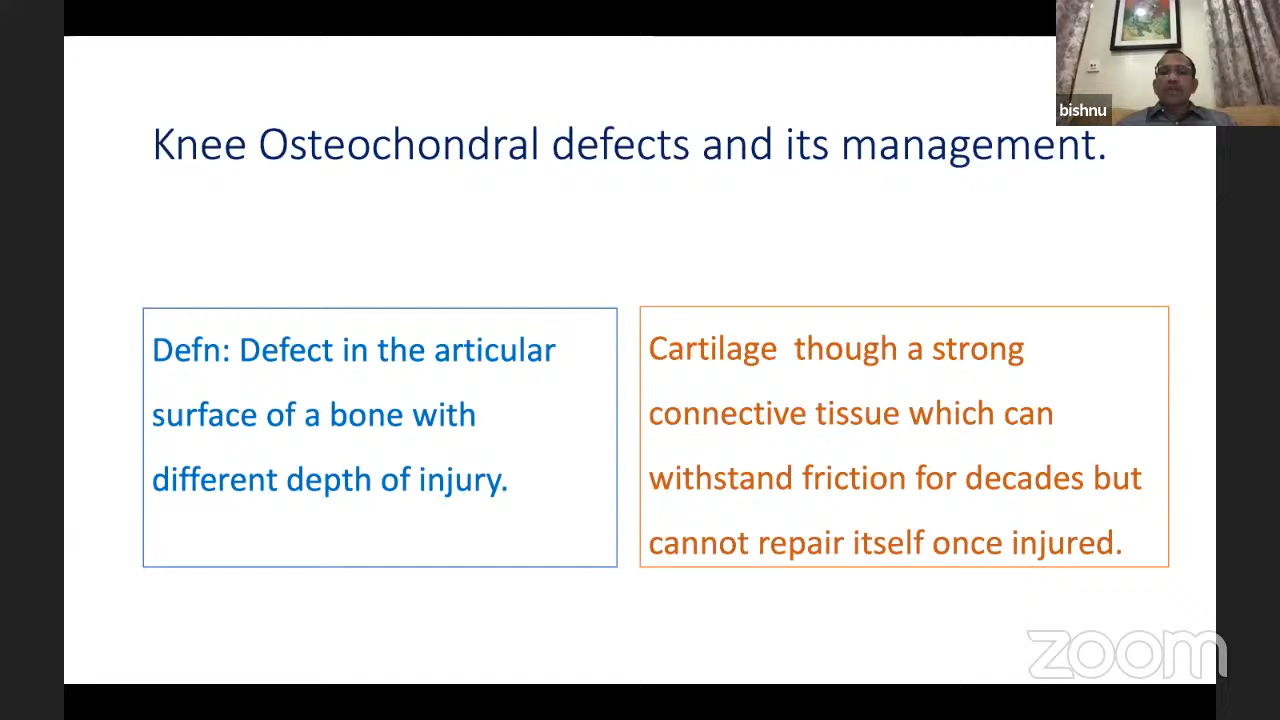 bishnu
Knee Osteochondral defects and its management.
Defn: Defect in the articular
surface of a bone with
different depth of injury.
Cartilage  though a strong
connective tissue which can
withstand friction for decades but
cannot repair itself once injured.
zoom